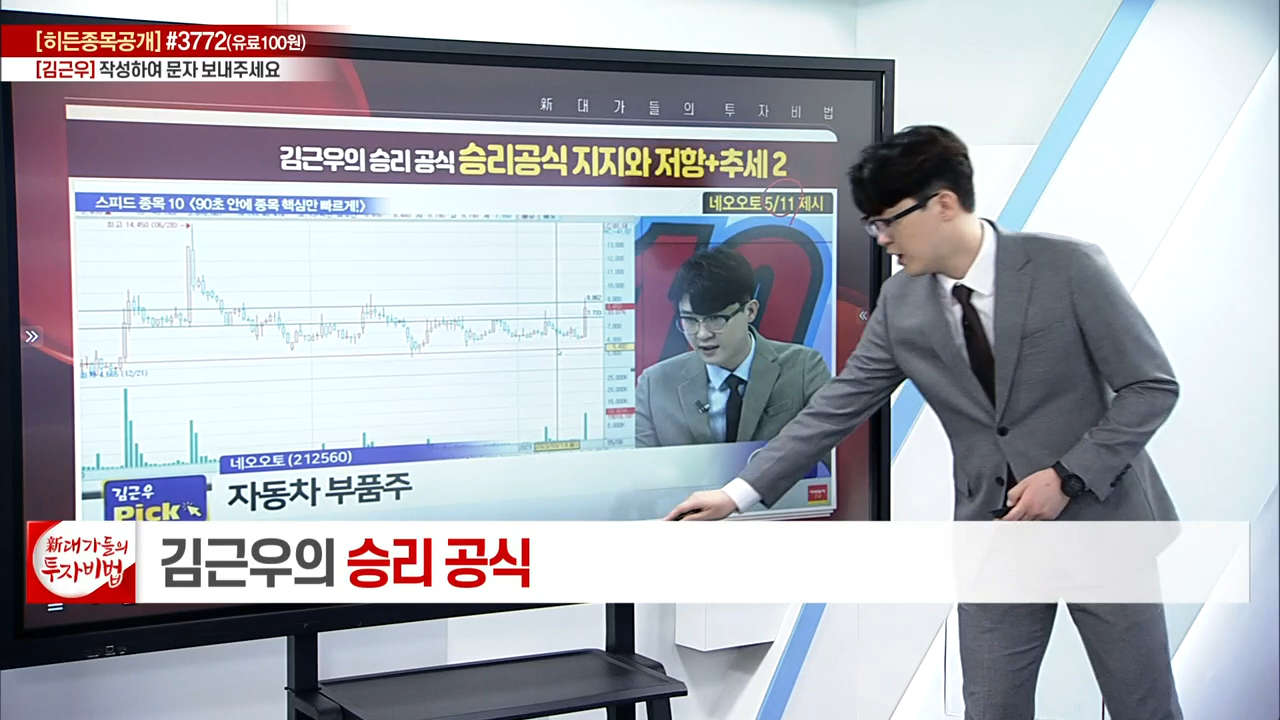 [히든종목공개] #3772(유료100원)
[김근우] 작성하여 문자 보내주세요
新 대 가 들 의 투 자 비 법
김근우의 승리 공식 승리공식 지지와 저항+추세 2
스피드 종목 10 《90초 안에 종목 핵심만 빠르게!》
네오오토 5/11 제시
최고 14,450 (06/28)
네오오토 (212560)
김근우
Pick
자동차 부품주
新대가들의
투자비법
김근우의 승리 공식